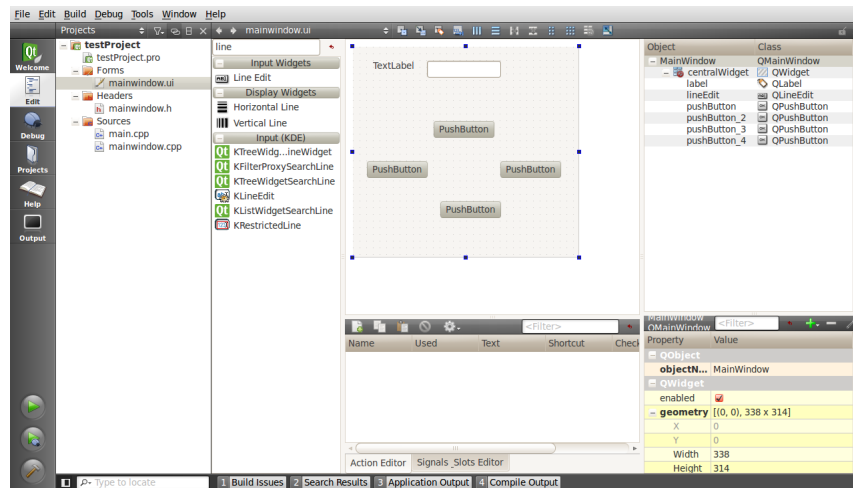 File Edit Build Debug Tools Window Help
Projects
mainwindow.ui
Welcome
Edit
Debug
Projects
Help
Output
testProject
testProject.pro
Forms
mainwindow.ui
Headers
mainwindow.h
Sources
main.cpp
mainwindow.cpp
line
Input Widgets
Line Edit
Display Widgets
Horizontal Line
Vertical Line
Input (KDE)
KTreeWidg...ineWidget
KFilterProxySearchLine
KTreeWidgetSearchLine
KLineEdit
KListWidgetSearchLine
KRestrictedLine
TextLabel
PushButton
PushButton PushButton
PushButton
<Filter>
Name Used Text Shortcut Check
Action Editor Signals_Slots Editor
Object Class
MainWindow QMainWindow
centralWidget QWidget
label QLabel
lineEdit QLineEdit
pushButton QPushButton
pushButton_2 QPushButton
pushButton_3 QPushButton
pushButton_4 QPushButton
MainWindow
QMainWindow
<Filter>
Property Value
QObject
objectN... MainWindow
QWidget
enabled
geometry [(0, 0), 338 x 314]
X 0
Y 0
Width 338
Height 314
Type to locate
1 Build Issues 2 Search Results 3 Application Output 4 Compile Output